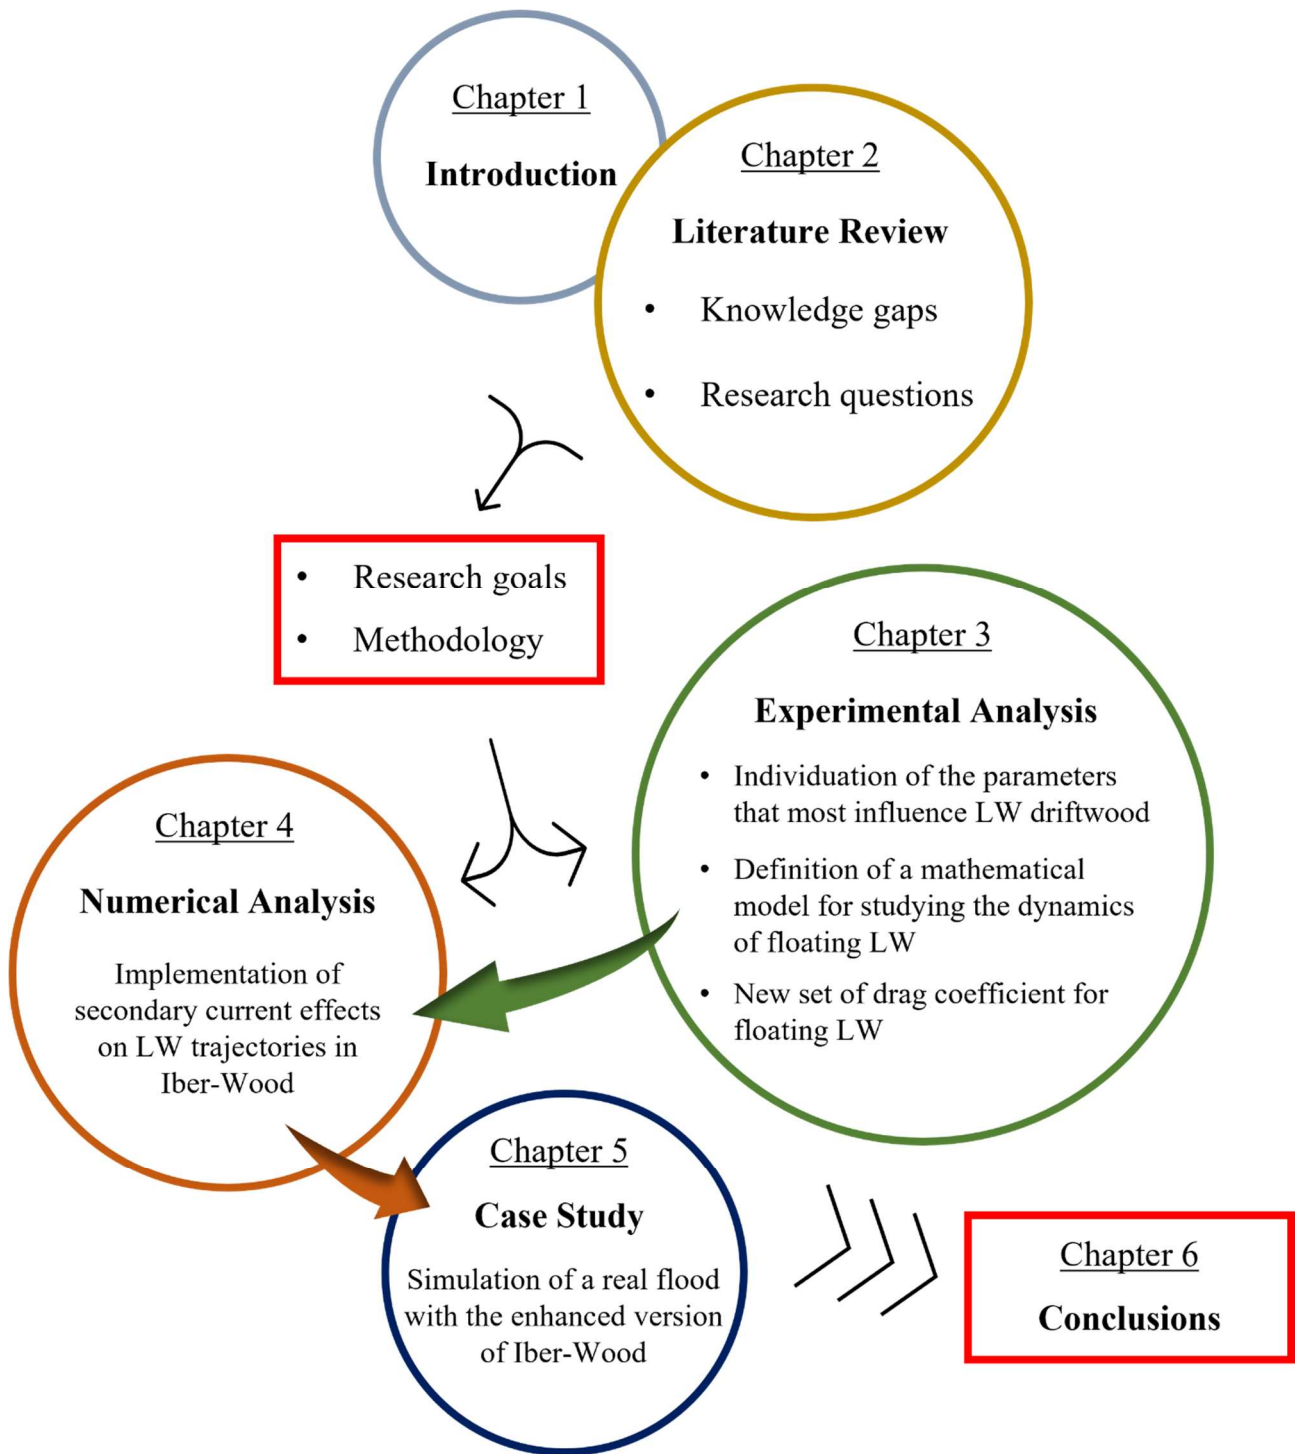 Chapter 1
Introduction
Chapter 2
Literature Review
• Knowledge gaps
• Research questions
• Research goals
• Methodology
Chapter 3
Experimental Analysis
• Individuation of the parameters
that most influence LW driftwood
• Definition of a mathematical
model for studying the dynamics
of floating LW
• New set of drag coefficient for
floating LW
Chapter 4
Numerical Analysis
Implementation of
secondary current effects
on LW trajectories in
Iber-Wood
Chapter 5
Case Study
Simulation of a real flood
with the enhanced version
of Iber-Wood
Chapter 6
Conclusions